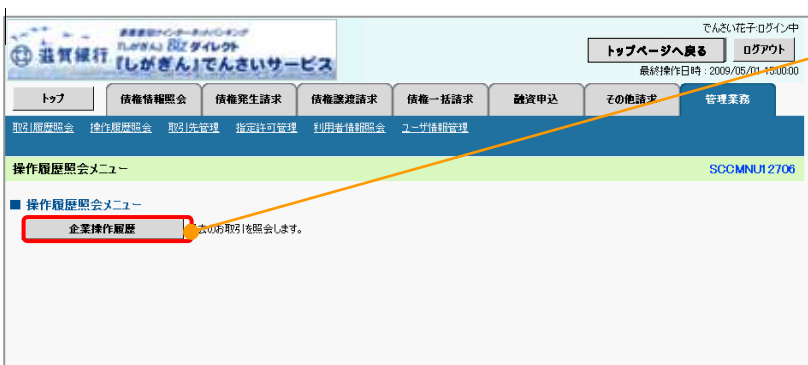 でんさい花子:ログイン中
滋賀銀行
「しがぎん」BIZダイレクト
「しがぎん」でんさいサービス
トップページへ戻る ログアウト
最終操作日時:2009/05/01 15:00:00
トップ 債権情報照会 債権発生請求 債権譲渡請求 債権一括請求 融資申込 その他請求 管理業務
取引履歴照会 操作履歴照会 取引先管理 指定許可管理 利用者情報照会 ユーザ情報管理
操作履歴照会メニュー SCCMNU12706
■ 操作履歴照会メニュー
企業操作履歴 去のお取引を照会します。